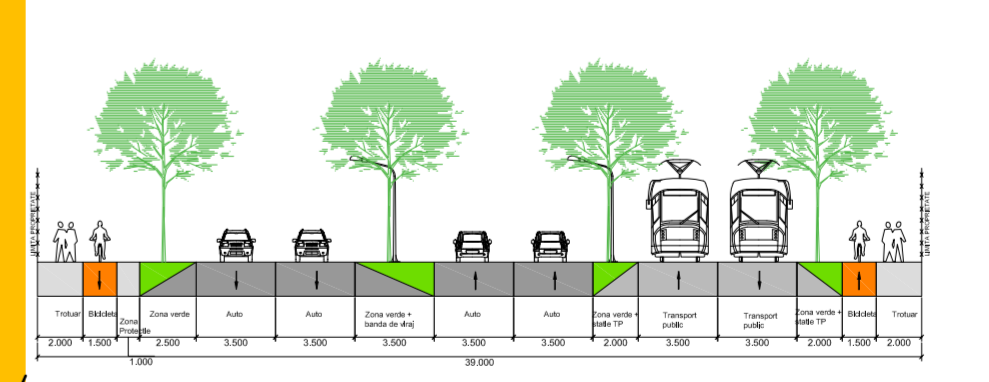 LIMITA PROPRIETATE
LIMITA PROPRIETATE
Trotuar
Bicicleta
Zona
Protectie
Zona verde
Auto
Auto
Zona verde +
banda de viraj
Auto
Auto
Zona verde +
statie TP
Transport
public
Transport
public
Zona verde +
statie TP
Bicicleta
Trotuar
2.000
1.500
2.500
3.500
3.500
3.500
3.500
3.500
2.000
3.500
3.500
2.000
1.500
2.000
1.000
39.000